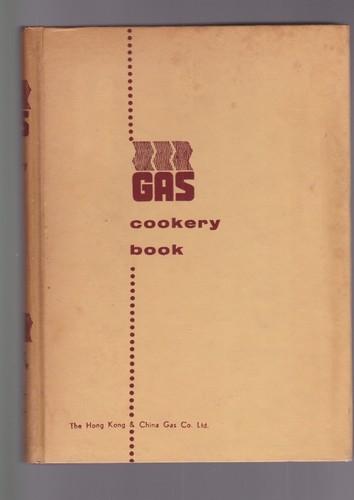 GAS
cookery
book
The Hong Kong & China Gas Co. Ltd.